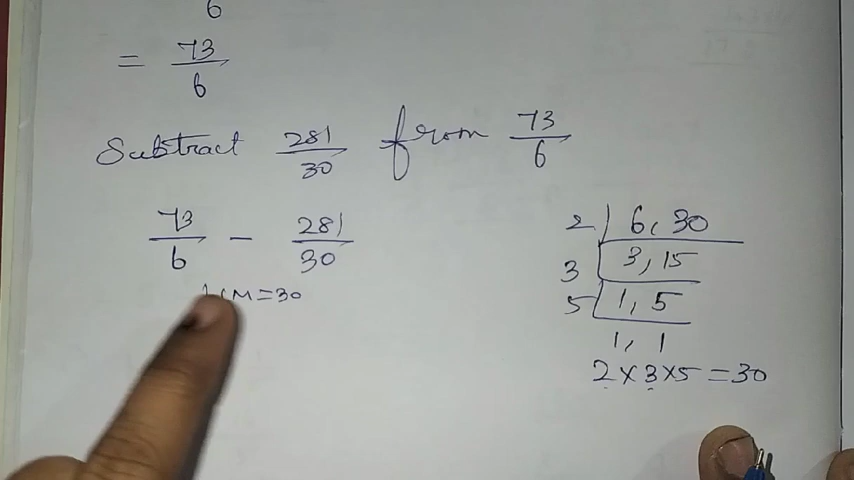 6
= 73/6
Subtract 281/30 from 73/6
73/6 - 281/30
LCM=30
2 | 6, 30
3 | 3, 15
5 | 1, 5
1, 1
2×3×5=30